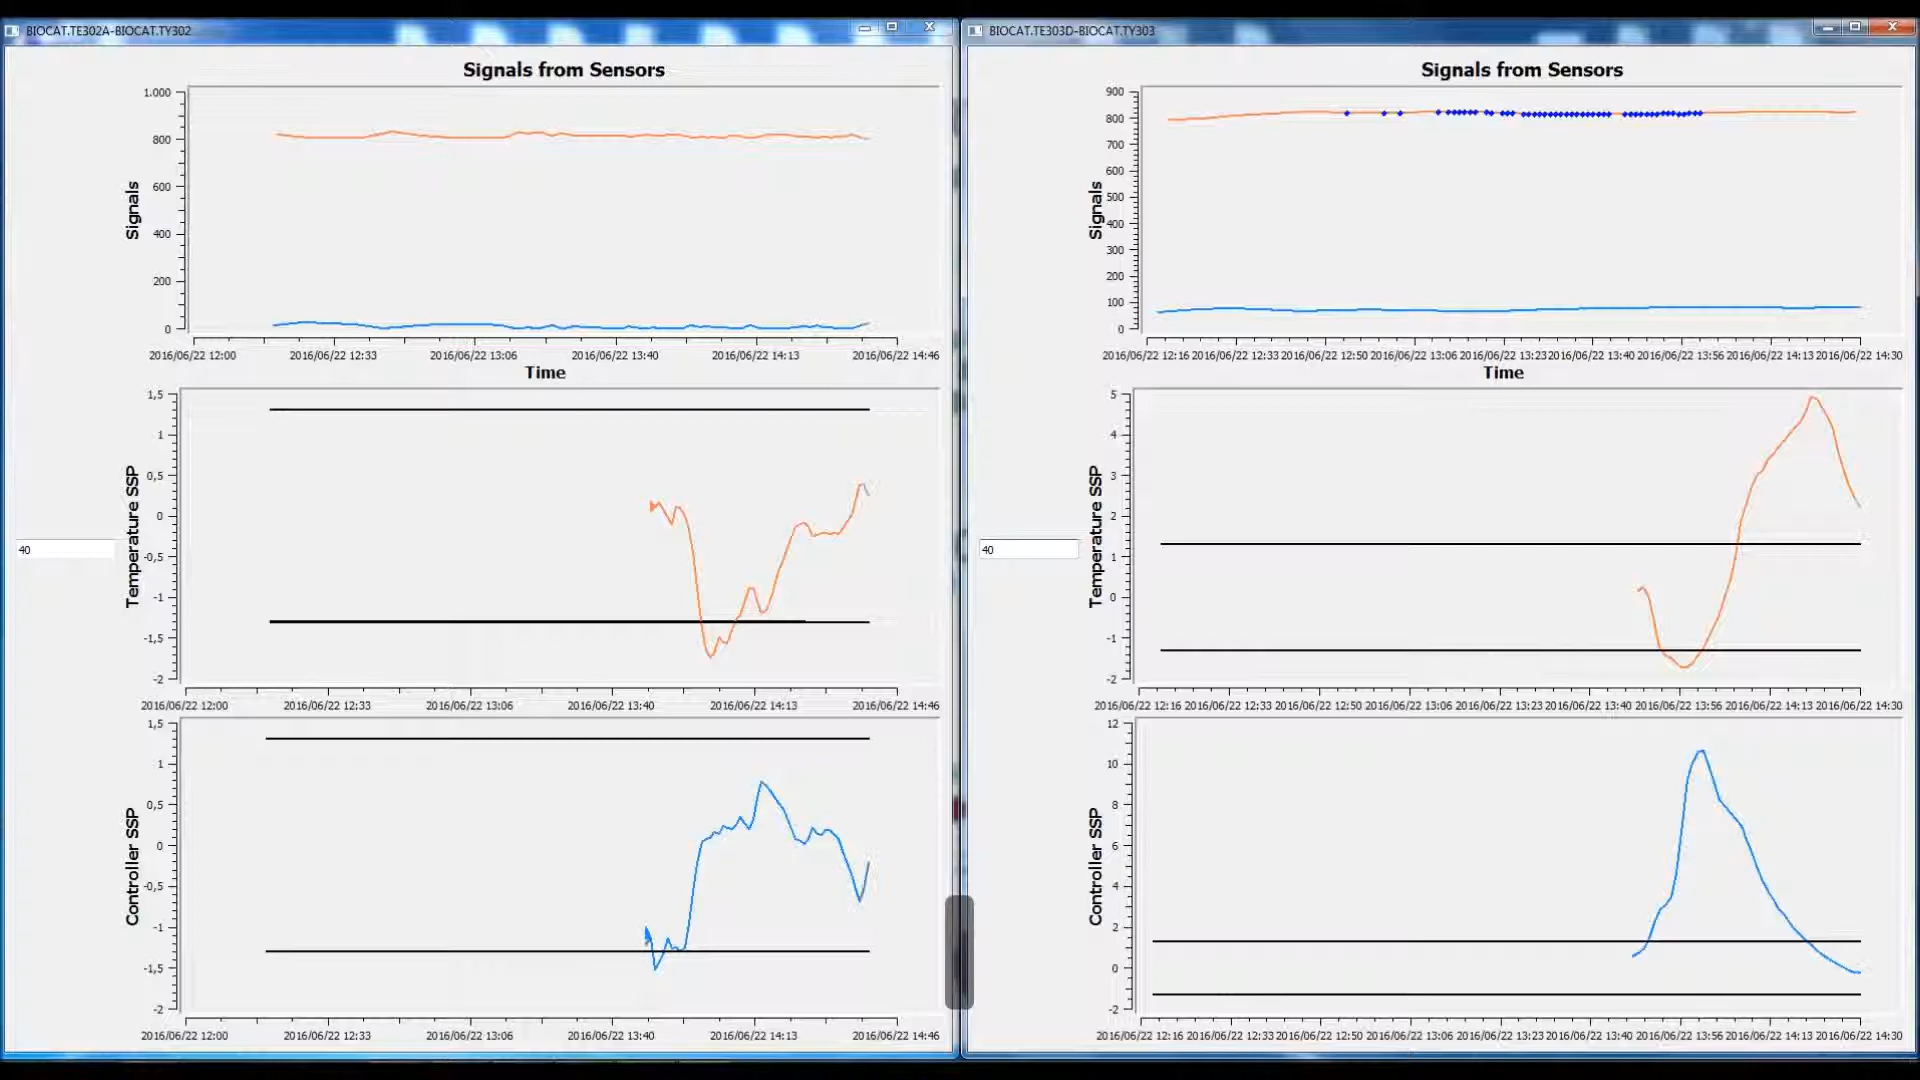 BIOCAT.TE302A-BIOCAT.TY302
Signals from Sensors
1.000
800
600
400
200
0
Signals
2016/06/22 12:00 2016/06/22 12:33 2016/06/22 13:06 2016/06/22 13:40 2016/06/22 14:13 2016/06/22 14:46
Time
1,5
1
0,5
0
-0,5
-1
-1,5
-2
Temperature SSP
40
2016/06/22 12:00 2016/06/22 12:33 2016/06/22 13:06 2016/06/22 13:40 2016/06/22 14:13 2016/06/22 14:46
1,5
1
0,5
0
-0,5
-1
-1,5
-2
Controller SSP
2016/06/22 12:00 2016/06/22 12:33 2016/06/22 13:06 2016/06/22 13:40 2016/06/22 14:13 2016/06/22 14:46
BIOCAT.TE303D-BIOCAT.TY303
Signals from Sensors
900
800
700
600
500
400
300
200
100
0
Signals
2016/06/22 12:16 2016/06/22 12:33 2016/06/22 12:50 2016/06/22 13:06 2016/06/22 13:23 2016/06/22 13:40 2016/06/22 13:56 2016/06/22 14:13 2016/06/22 14:30
Time
5
4
3
2
1
0
-1
-2
Temperature SSP
40
2016/06/22 12:16 2016/06/22 12:33 2016/06/22 12:50 2016/06/22 13:06 2016/06/22 13:23 2016/06/22 13:40 2016/06/22 13:56 2016/06/22 14:13 2016/06/22 14:30
12
10
8
6
4
2
0
-2
Controller SSP
2016/06/22 12:16 2016/06/22 12:33 2016/06/22 12:50 2016/06/22 13:06 2016/06/22 13:23 2016/06/22 13:40 2016/06/22 13:56 2016/06/22 14:13 2016/06/22 14:30